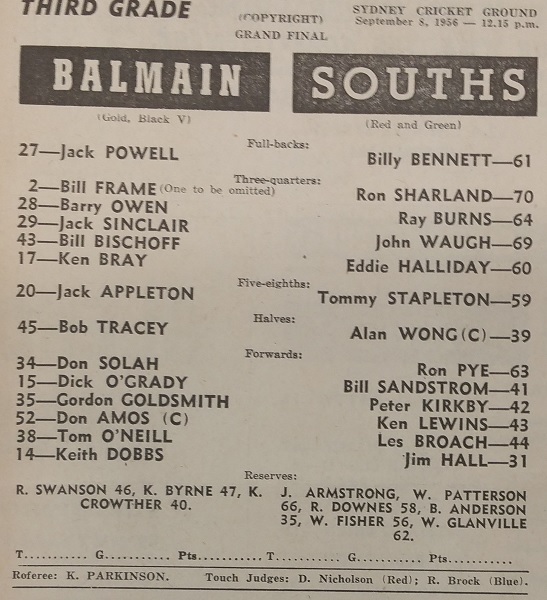 THIRD GRADE
(COPYRIGHT)
GRAND FINAL
SYDNEY CRICKET GROUND
September 8, 1956 — 12.15 p.m.
BALMAIN
SOUTHS
(Gold, Black V)
(Red and Green)
Full-backs:
27—Jack POWELL
Billy BENNETT—61
Three-quarters:
2—Bill FRAME (One to be omitted)
Ron SHARLAND—70
28—Barry OWEN
Ray BURNS—64
29—Jack SINCLAIR
43—Bill BISCHOFF
John WAUGH—69
17—Ken BRAY
Eddie HALLIDAY—60
Five-eighths:
20—Jack APPLETON
Tommy STAPLETON—59
Halves:
45—Bob TRACEY
Alan WONG (C)—39
Forwards:
34—Don SOLAH
Ron PYE—63
15—Dick O'GRADY
Bill SANDSTROM—41
35—Gordon GOLDSMITH
Peter KIRKBY—42
52—Don AMOS (C)
Ken LEWINS—43
38—Tom O'NEILL
Les BROACH—44
14—Keith DOBBS
Jim HALL—31
Reserves:
R. SWANSON 46, K. BYRNE 47, K.
CROWTHER 40.
J. ARMSTRONG, W. PATTERSON
66, R. DOWNES 58, B. ANDERSON
35, W. FISHER 56, W. GLANVILLE
62.
T.......... G........... Pts.......... T.......... G........... Pts..........
Roferee: K. PARKINSON. Touch Judges: D. Nicholson (Red); R. Brock (Blue).